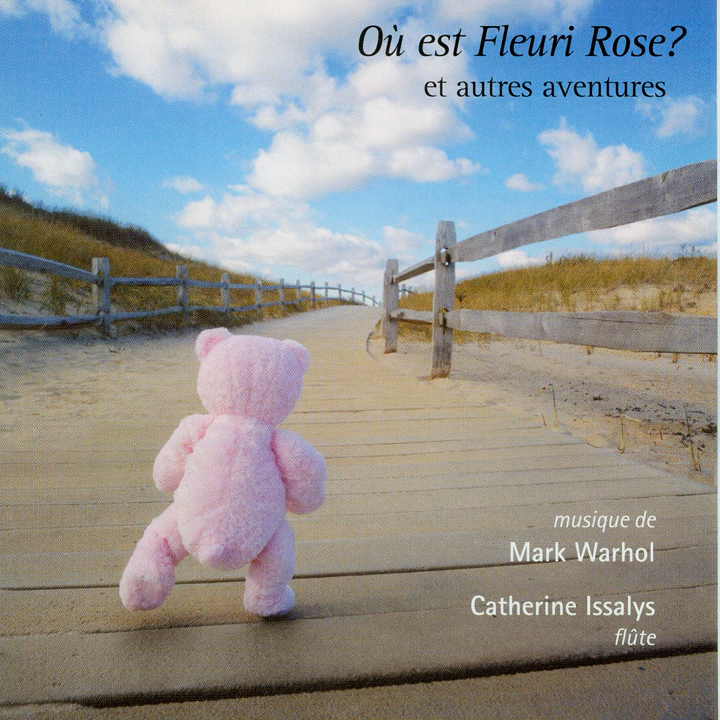 Où est Fleuri Rose?
et autres aventures
musique de
Mark Warhol
Catherine Issalys
flûte